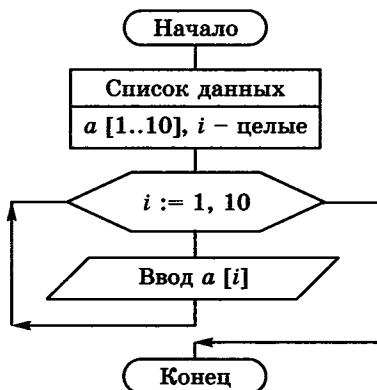 Начало
Список данных
a [1..10], i – целые
i := 1, 10
Ввод a [i]
Конец